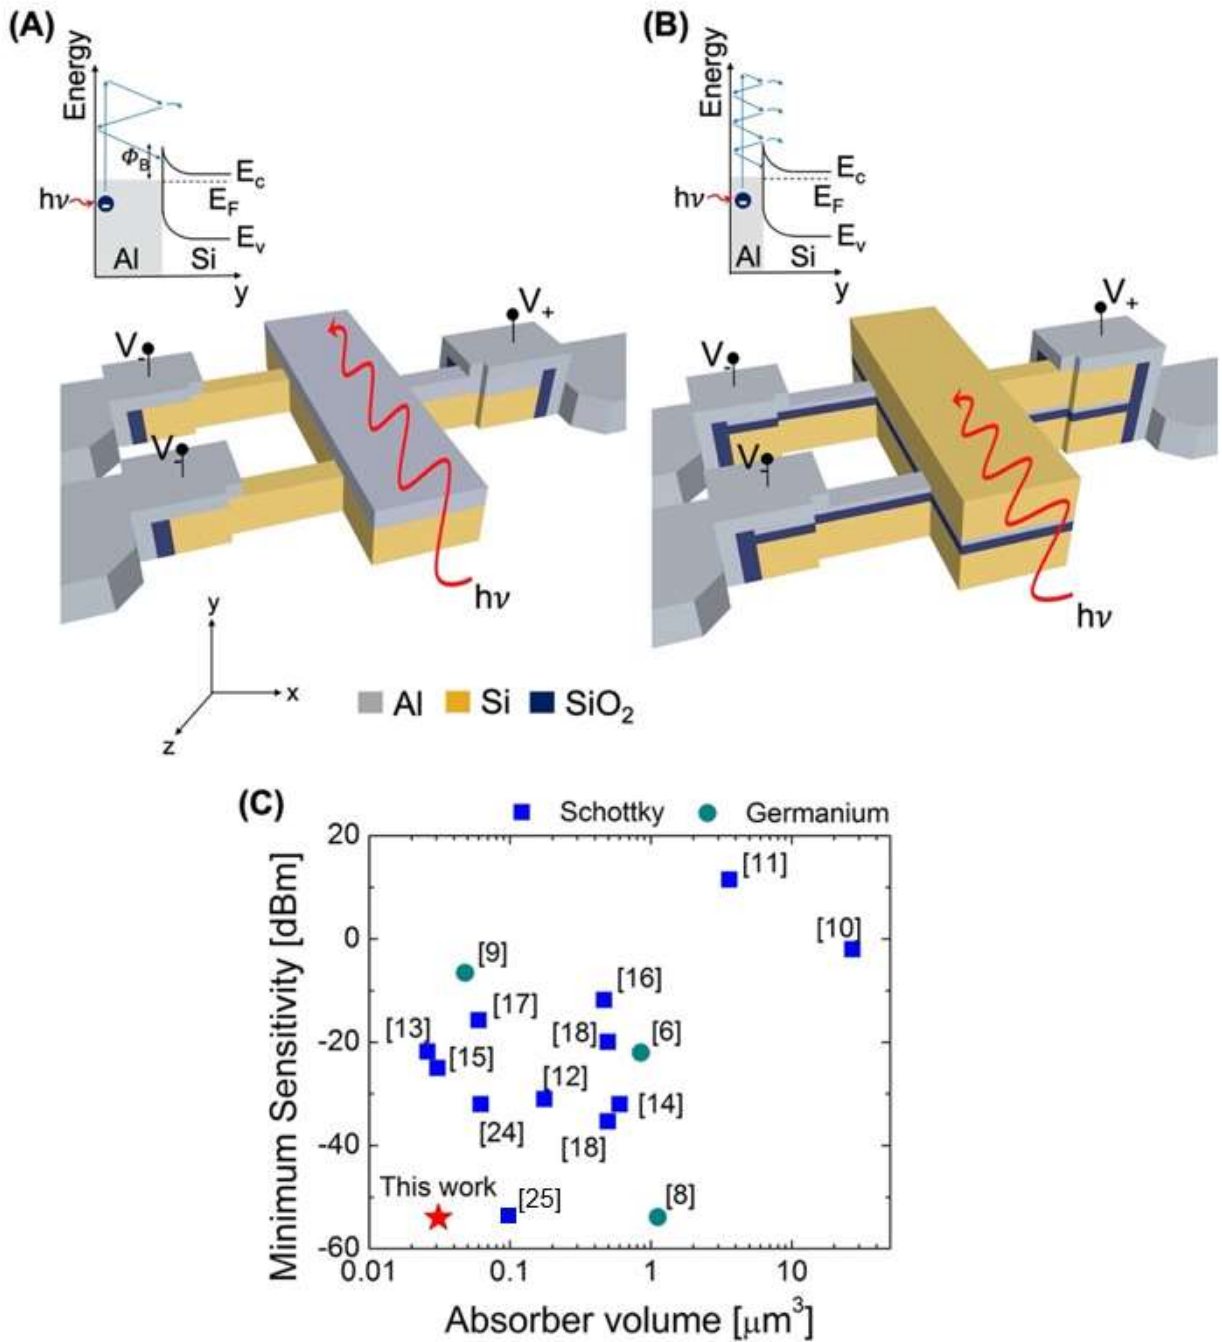 (A)
Energy
ΦB
Ec
hν
EF
Ev
Al Si
y
V-
V+
V-
hν
(B)
Energy
Ec
hν
EF
Ev
Al Si
y
V-
V+
V-
hν
y
x
z
Al Si SiO2
(C)
Schottky Germanium
Minimum Sensitivity [dBm]
20
0
-20
-40
-60
[11]
[10]
[9]
[16]
[17]
[13]
[18]
[6]
[15]
[12]
[14]
[24]
[18]
This work
[25]
[8]
0.01 0.1 1 10
Absorber volume [μm³]